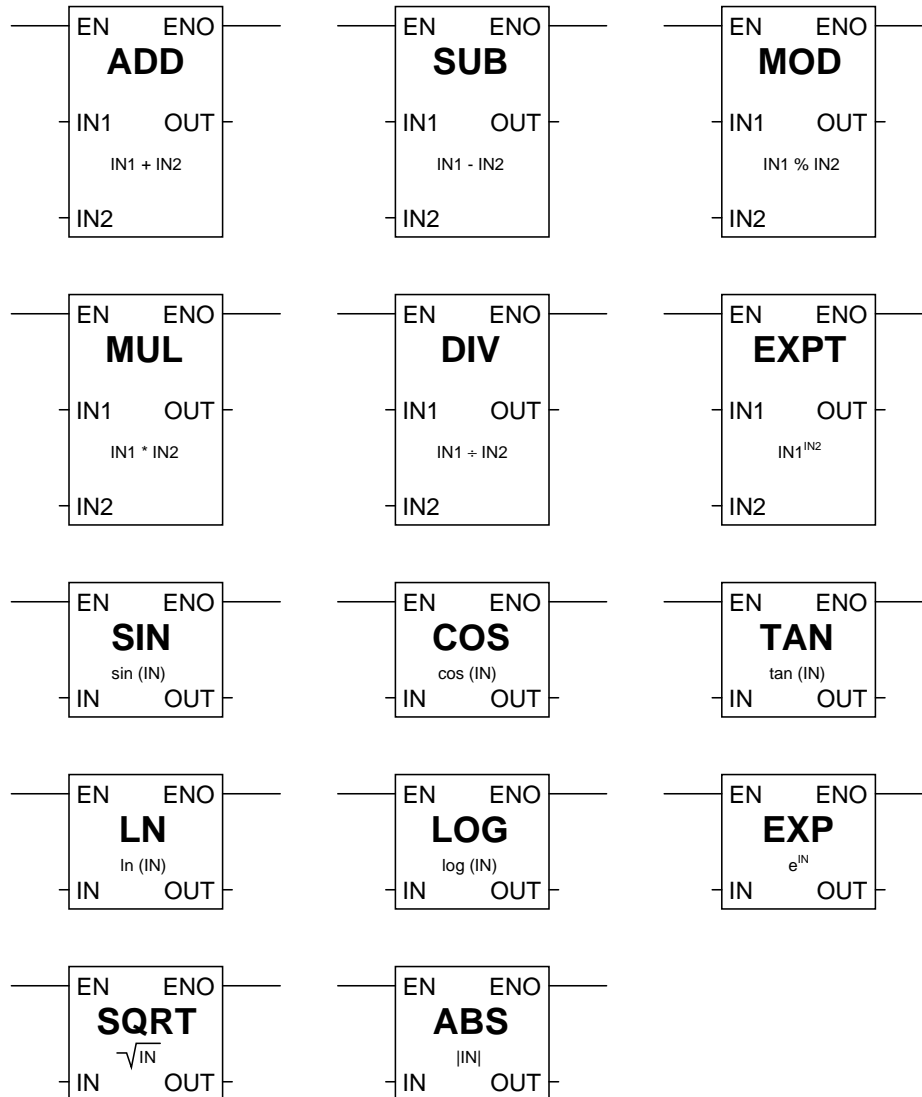 EN ENO
ADD
IN1 OUT
IN1 + IN2
IN2
EN ENO
SUB
IN1 OUT
IN1 - IN2
IN2
EN ENO
MOD
IN1 OUT
IN1 % IN2
IN2
EN ENO
MUL
IN1 OUT
IN1 * IN2
IN2
EN ENO
DIV
IN1 OUT
IN1 ÷ IN2
IN2
EN ENO
EXPT
IN1 OUT
IN1^IN2
IN2
EN ENO
SIN
sin (IN)
IN OUT
EN ENO
COS
cos (IN)
IN OUT
EN ENO
TAN
tan (IN)
IN OUT
EN ENO
LN
ln (IN)
IN OUT
EN ENO
LOG
log (IN)
IN OUT
EN ENO
EXP
e^IN
IN OUT
EN ENO
SQRT
√IN
IN OUT
EN ENO
ABS
|IN|
IN OUT